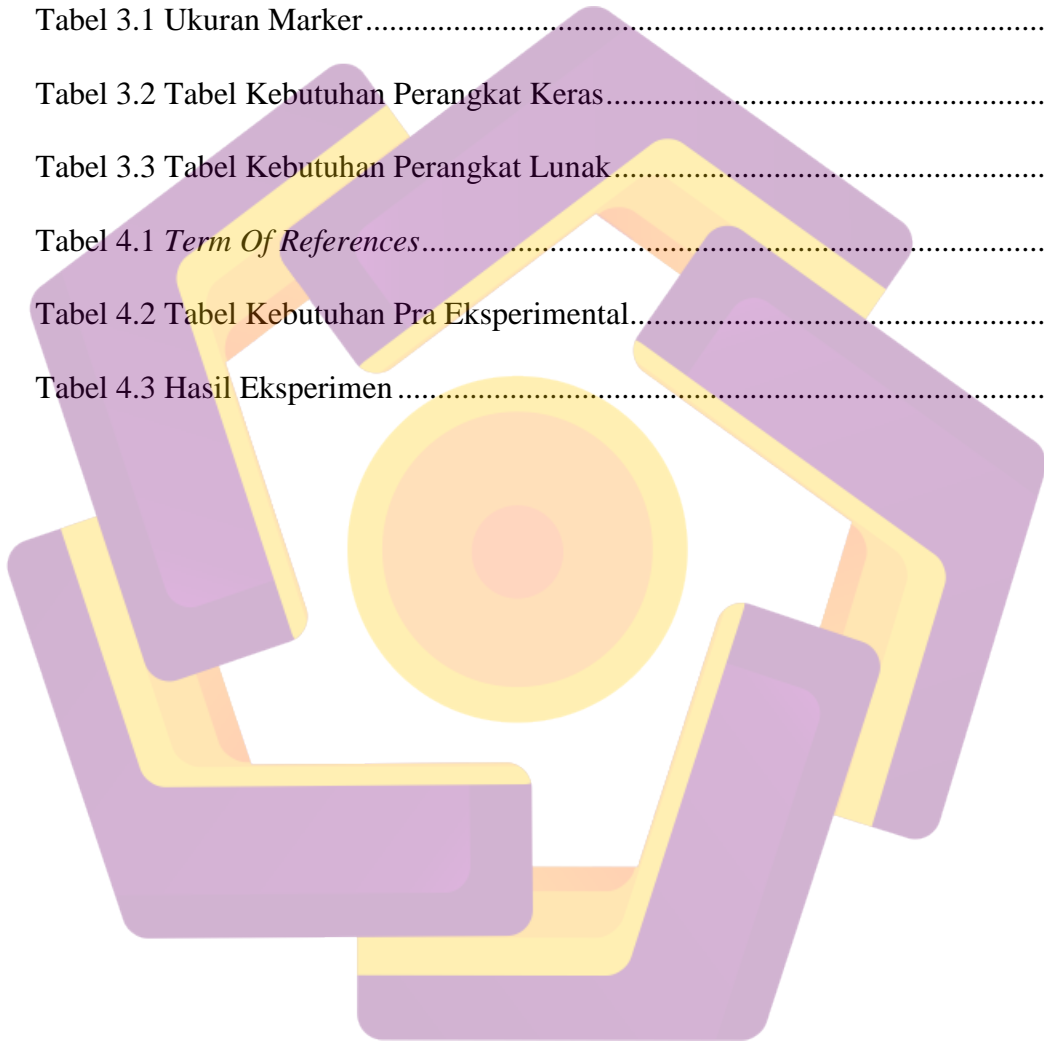 Tabel 3.1 Ukuran Marker......................................................................................
Tabel 3.2 Tabel Kebutuhan Perangkat Keras.......................................................
Tabel 3.3 Tabel Kebutuhan Perangkat Lunak......................................................
Tabel 4.1 Term Of References..............................................................................
Tabel 4.2 Tabel Kebutuhan Pra Eksperimental....................................................
Tabel 4.3 Hasil Eksperimen .................................................................................